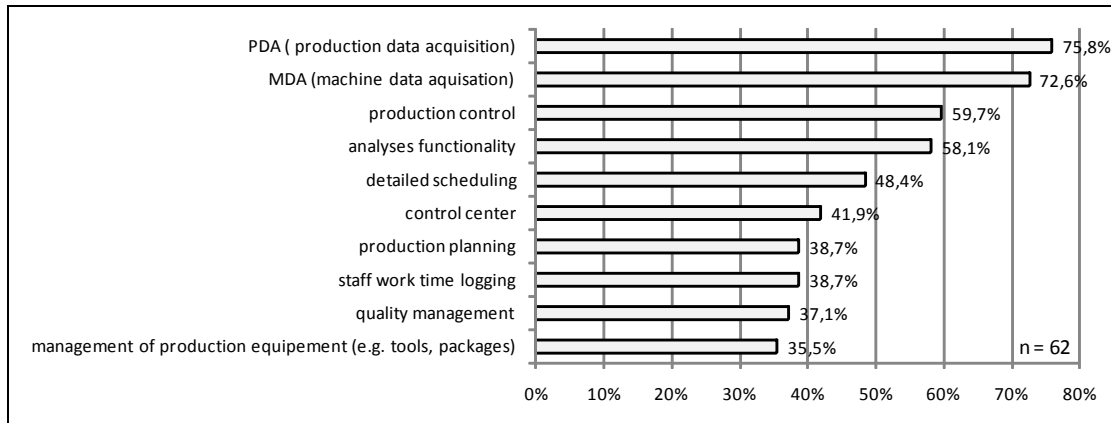 PDA ( production data acquisition) 75,8%
MDA (machine data aquisation) 72,6%
production control 59,7%
analyses functionality 58,1%
detailed scheduling 48,4%
control center 41,9%
production planning 38,7%
staff work time logging 38,7%
quality management 37,1%
management of production equipement (e.g. tools, packages) 35,5% n = 62
0% 10% 20% 30% 40% 50% 60% 70% 80%